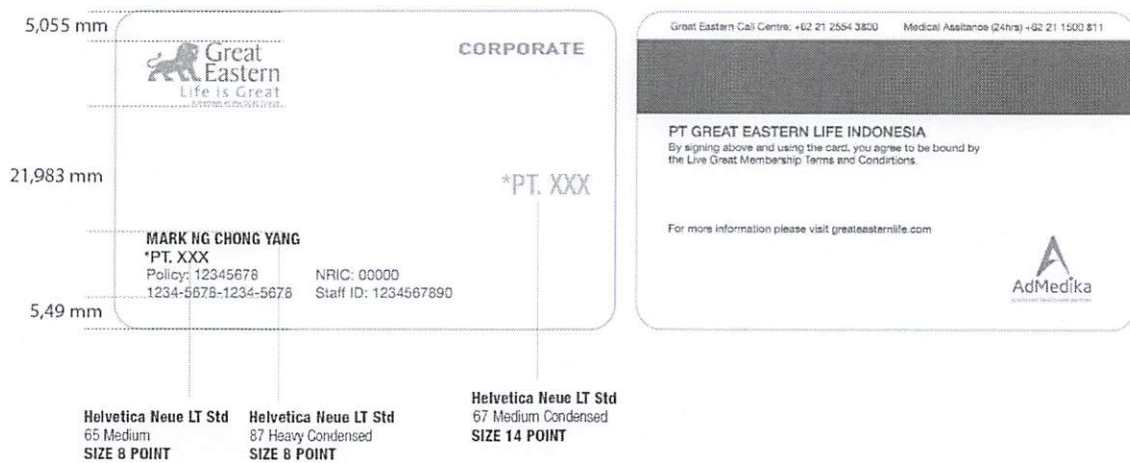 5,055 mm
Great
Eastern
Life is Great
CORPORATE
21,983 mm
*PT. XXX
MARK NG CHONG YANG
*PT. XXX
Policy: 12345678 NRIC: 00000
1234-5678-1234-5678 Staff ID: 1234567890
5,49 mm
Helvetica Neue LT Std
65 Medium
SIZE 8 POINT
Helvetica Neue LT Std
87 Heavy Condensed
SIZE 8 POINT
Helvetica Neue LT Std
67 Medium Condensed
SIZE 14 POINT
Great Eastern Call Centre: +62 21 2554 3800 Medical Assitance (24hrs) +62 21 1500 811
PT GREAT EASTERN LIFE INDONESIA
By signing above and using the card, you agree to be bound by
the Live Great Membership Terms and Conditions.
For more information please visit greateasternlife.com
AdMedika